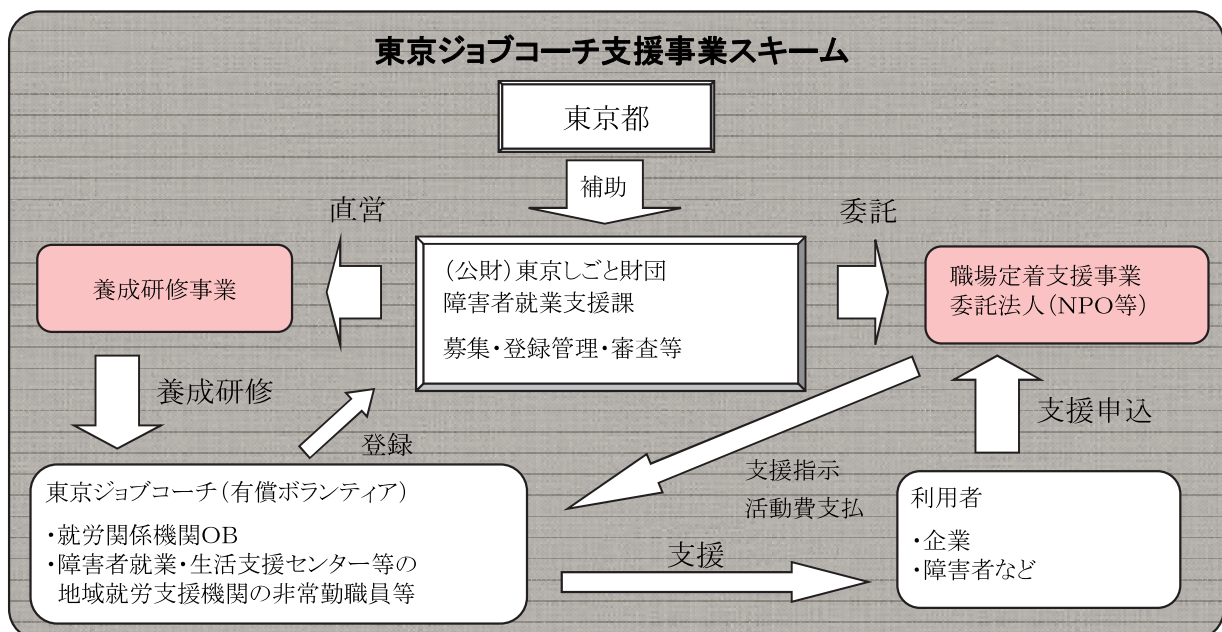 東京ジョブコーチ支援事業スキーム
東京都
補助
直営
委託
養成研修事業
(公財)東京しごと財団
障害者就業支援課
募集・登録管理・審査等
職場定着支援事業
委託法人(NPO等)
養成研修
登録
支援申込
支援指示
活動費支払
東京ジョブコーチ(有償ボランティア)
・就労関係機関OB
・障害者就業・生活支援センター等の
地域就労支援機関の非常勤職員等
支援
利用者
・企業
・障害者など